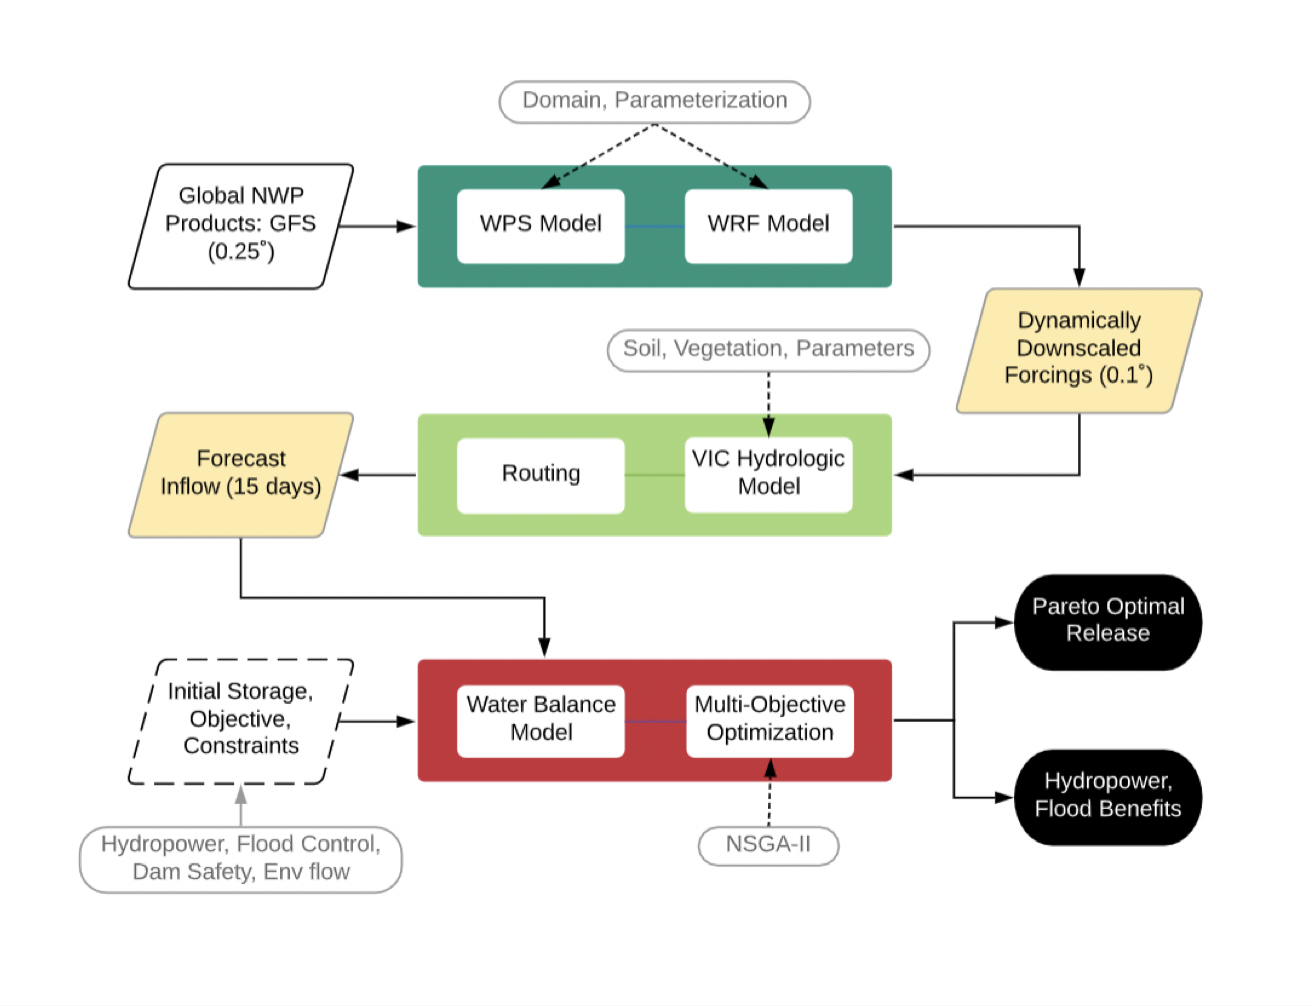 Domain, Parameterization
Global NWP
Products: GFS
(0.25˚)
WPS Model
WRF Model
Dynamically
Downscaled
Forcings (0.1˚)
Soil, Vegetation, Parameters
Forecast
Inflow (15 days)
Routing
VIC Hydrologic
Model
Pareto Optimal
Release
Initial Storage,
Objective,
Constraints
Water Balance
Model
Multi-Objective
Optimization
Hydropower,
Flood Benefits
Hydropower, Flood Control,
Dam Safety, Env flow
NSGA-II